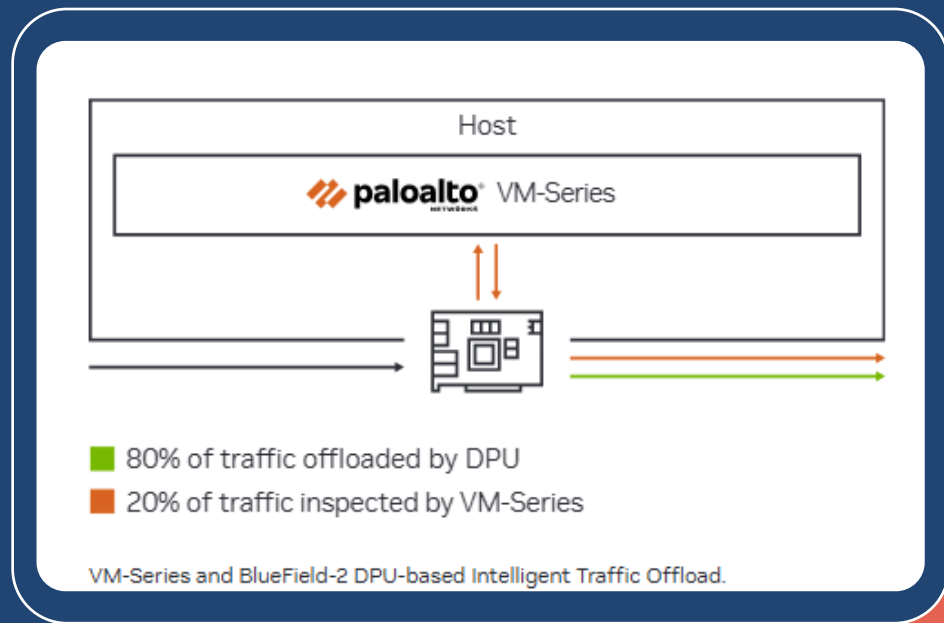 Host
paloalto® VM-Series
NETWORKS
80% of traffic offloaded by DPU
20% of traffic inspected by VM-Series
VM-Series and BlueField-2 DPU-based Intelligent Traffic Offload.